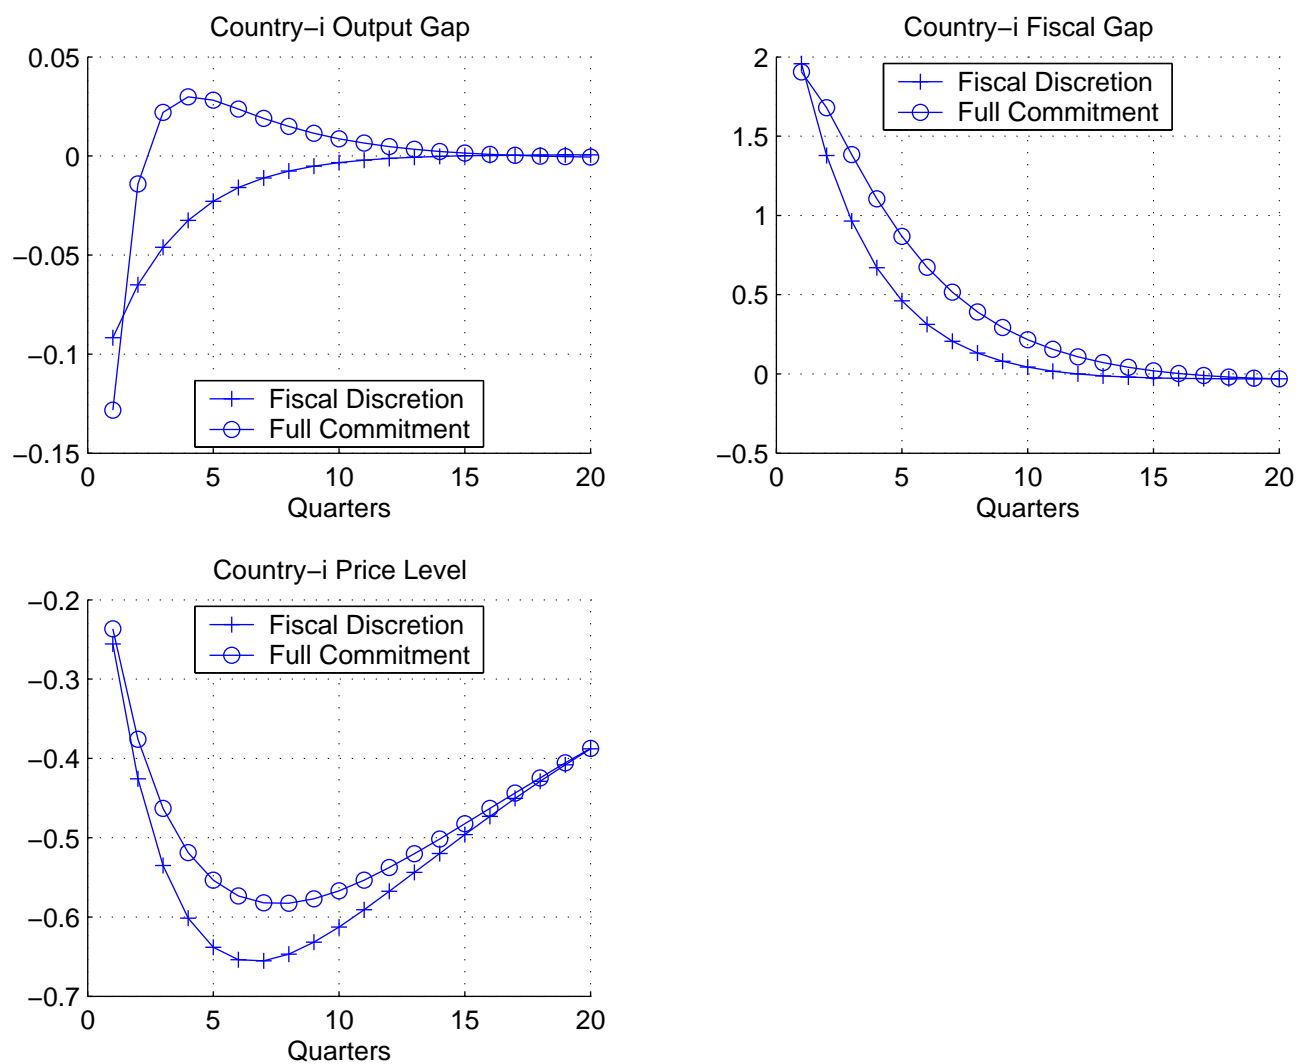 Country−i Output Gap
0.05
0
−0.05
−0.1
−0.15
0
5
10
15
20
Quarters
Fiscal Discretion
Full Commitment
Country−i Fiscal Gap
2
1.5
1
0.5
0
−0.5
0
5
10
15
20
Quarters
Fiscal Discretion
Full Commitment
Country−i Price Level
−0.2
−0.3
−0.4
−0.5
−0.6
−0.7
0
5
10
15
20
Quarters
Fiscal Discretion
Full Commitment